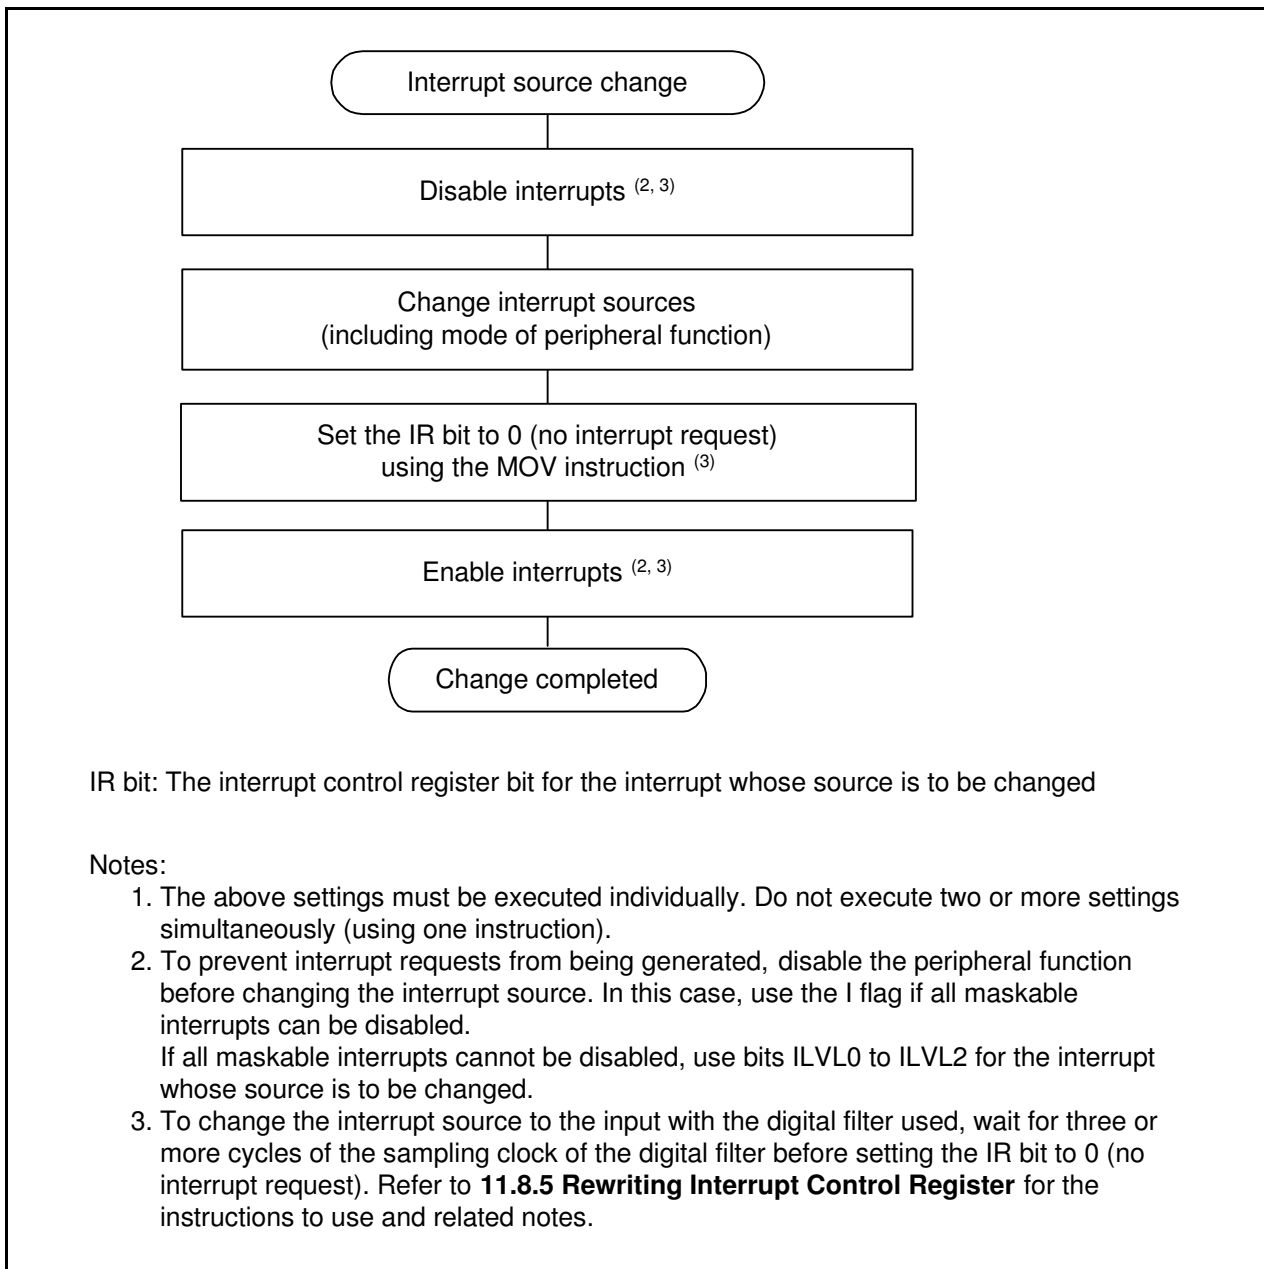 Interrupt source change
Disable interrupts (2, 3)
Change interrupt sources
(including mode of peripheral function)
Set the IR bit to 0 (no interrupt request)
using the MOV instruction (3)
Enable interrupts (2, 3)
Change completed
IR bit: The interrupt control register bit for the interrupt whose source is to be changed
Notes:
1. The above settings must be executed individually. Do not execute two or more settings
simultaneously (using one instruction).
2. To prevent interrupt requests from being generated, disable the peripheral function
before changing the interrupt source. In this case, use the I flag if all maskable
interrupts can be disabled.
If all maskable interrupts cannot be disabled, use bits ILVL0 to ILVL2 for the interrupt
whose source is to be changed.
3. To change the interrupt source to the input with the digital filter used, wait for three or
more cycles of the sampling clock of the digital filter before setting the IR bit to 0 (no
interrupt request). Refer to 11.8.5 Rewriting Interrupt Control Register for the
instructions to use and related notes.